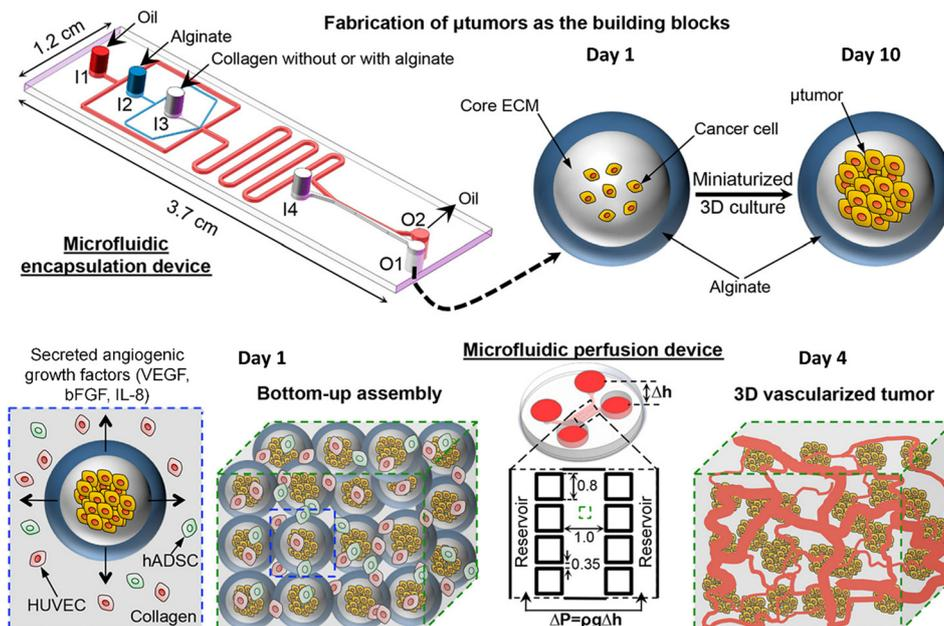 Fabrication of µtumors as the building blocks
1.2 cm
Oil
Alginate
Collagen without or with alginate
I1
I2
I3
I4
3.7 cm
O2
Oil
O1
Microfluidic
encapsulation device
Day 1
Day 10
Core ECM
Cancer cell
µtumor
Miniaturized
3D culture
Alginate
Secreted angiogenic
growth factors (VEGF,
bFGF, IL-8)
hADSC
HUVEC
Collagen
Day 1
Bottom-up assembly
Microfluidic perfusion device
Δh
Reservoir
0.8
1.0
0.35
Reservoir
ΔP=ρgΔh
Day 4
3D vascularized tumor